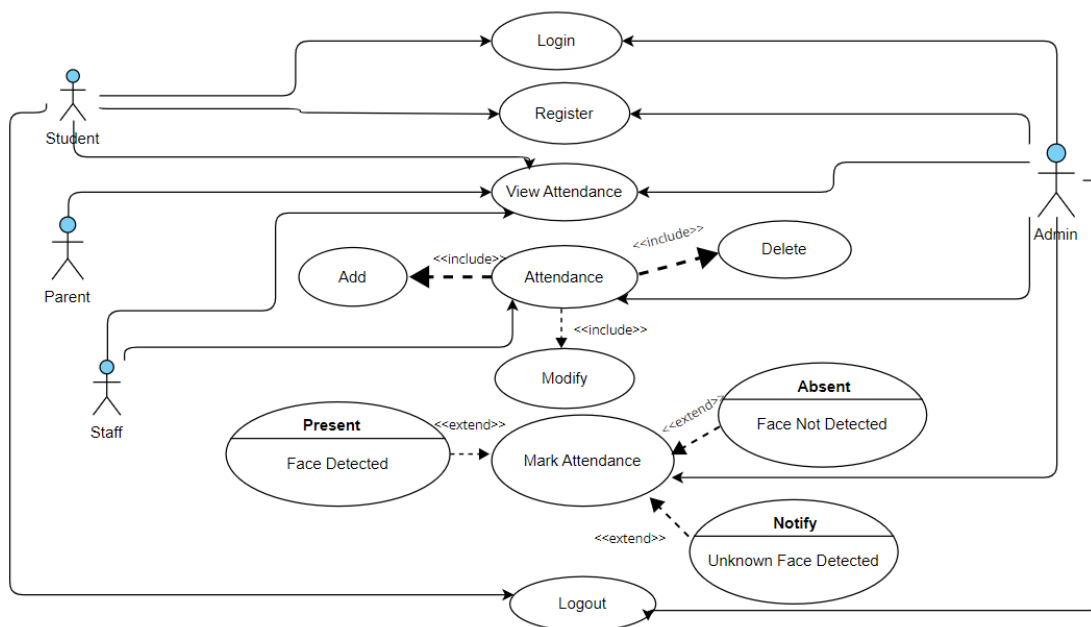 Login
Register
Student
View Attendance
Admin
<<include>>
Delete
<<include>>
Add
Attendance
Parent
<<include>>
Modify
Absent
<<extend>>
Face Not Detected
Staff
Present
<<extend>>
Face Detected
Mark Attendance
Notify
<<extend>>
Unknown Face Detected
Logout